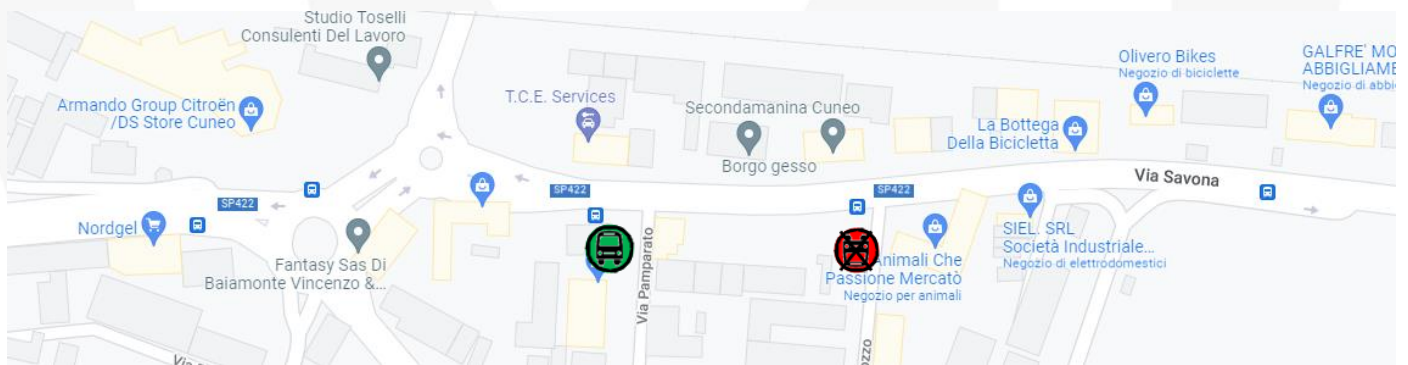 Studio Toselli
Consulenti Del Lavoro
Armando Group Citroën
/DS Store Cuneo
T.C.E. Services
Secondamanina Cuneo
Borgo gesso
Olivero Bikes
Negozio di biciclette
GALFRE' MO
ABBIGLIAME
Negozio di abbi
La Bottega
Della Bicicletta
SP422
SP422
SP422
Via Savona
Nordgel
Fantasy Sas Di
Baiamonte Vincenzo &...
Via Pamparato
Animali Che
Passione Mercatò
Negozio per animali
SIEL. SRL
Società Industriale...
Negozio di elettrodomestici
Via
ozzo